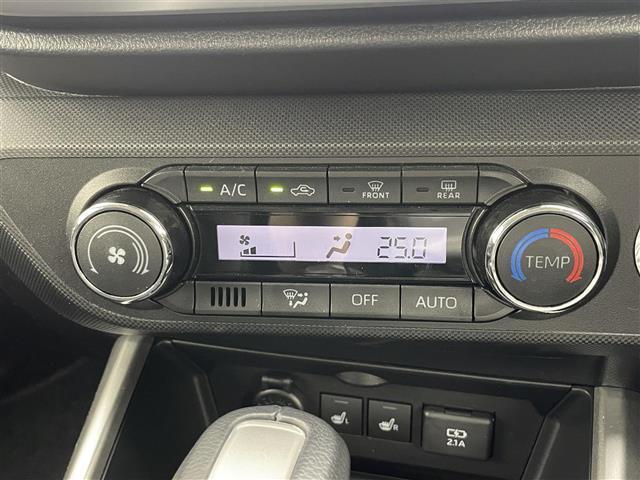 A/C
FRONT
REAR
25.0
TEMP
OFF
AUTO
L
R
2.1A